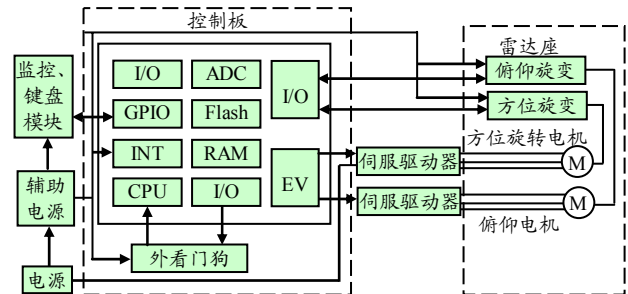 控制板
雷达座
监控、
键盘
模块
I/O
ADC
I/O
GPIO
Flash
INT
RAM
CPU
I/O
EV
俯仰旋变
方位旋变
方位旋转电机
伺服驱动器
M
伺服驱动器
M
俯仰电机
辅助
电源
外看门狗
电源